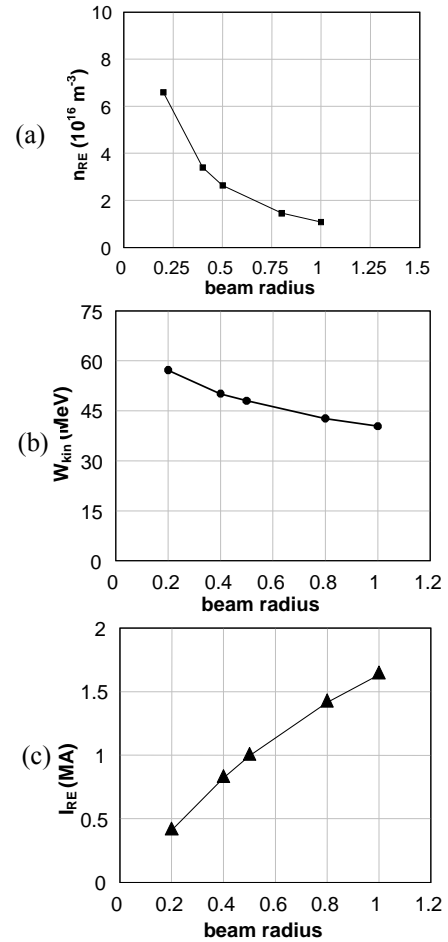 10
8
6
4
2
0
(a)
n_RE (10^16 m^-3)
0 0.25 0.5 0.75 1 1.25 1.5
beam radius
75
60
45
30
15
0
(b)
W_kin (MeV)
0 0.2 0.4 0.6 0.8 1 1.2
beam radius
2
1.5
1
0.5
0
(c)
I_RE (MA)
0 0.2 0.4 0.6 0.8 1 1.2
beam radius